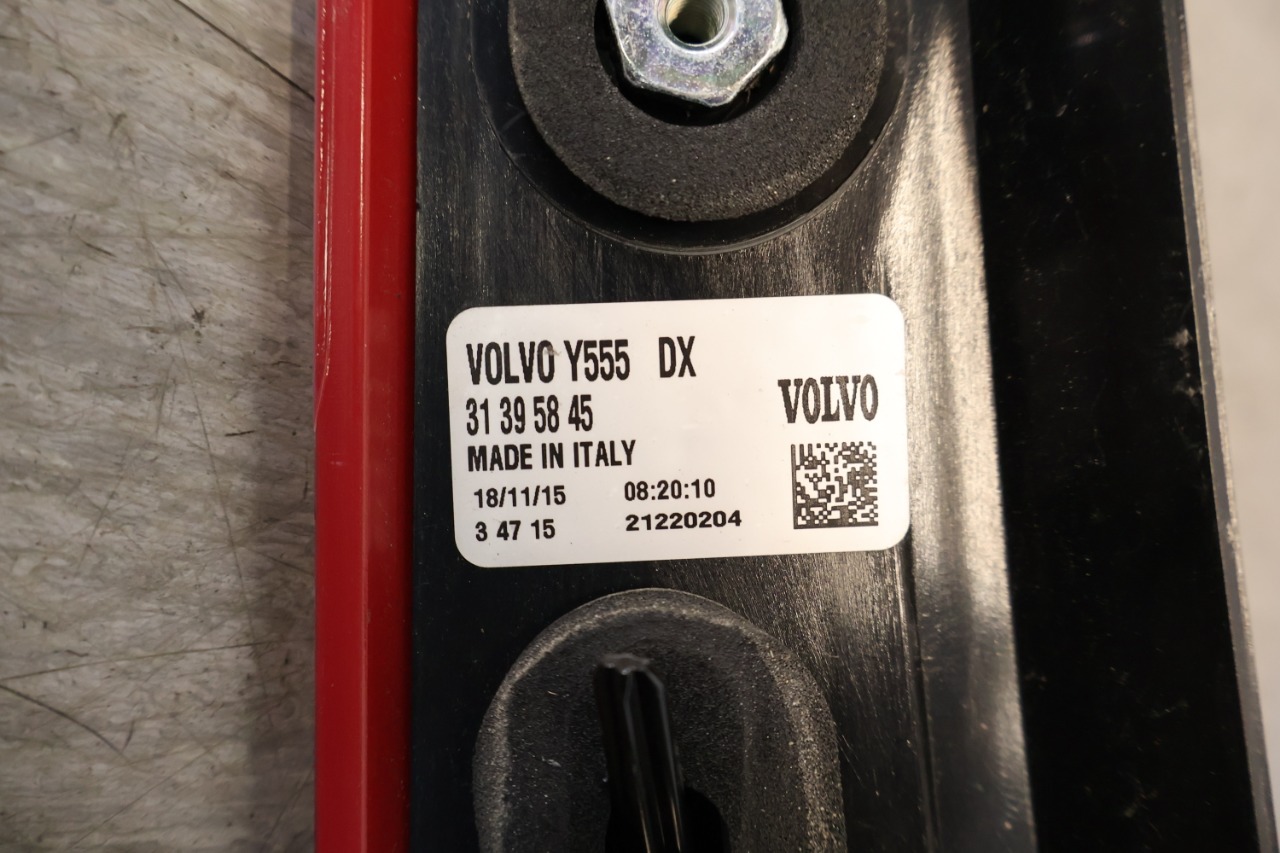 VOLVO Y555 DX
31 39 58 45
VOLVO
MADE IN ITALY
18/11/15 08:20:10
3 47 15 21220204